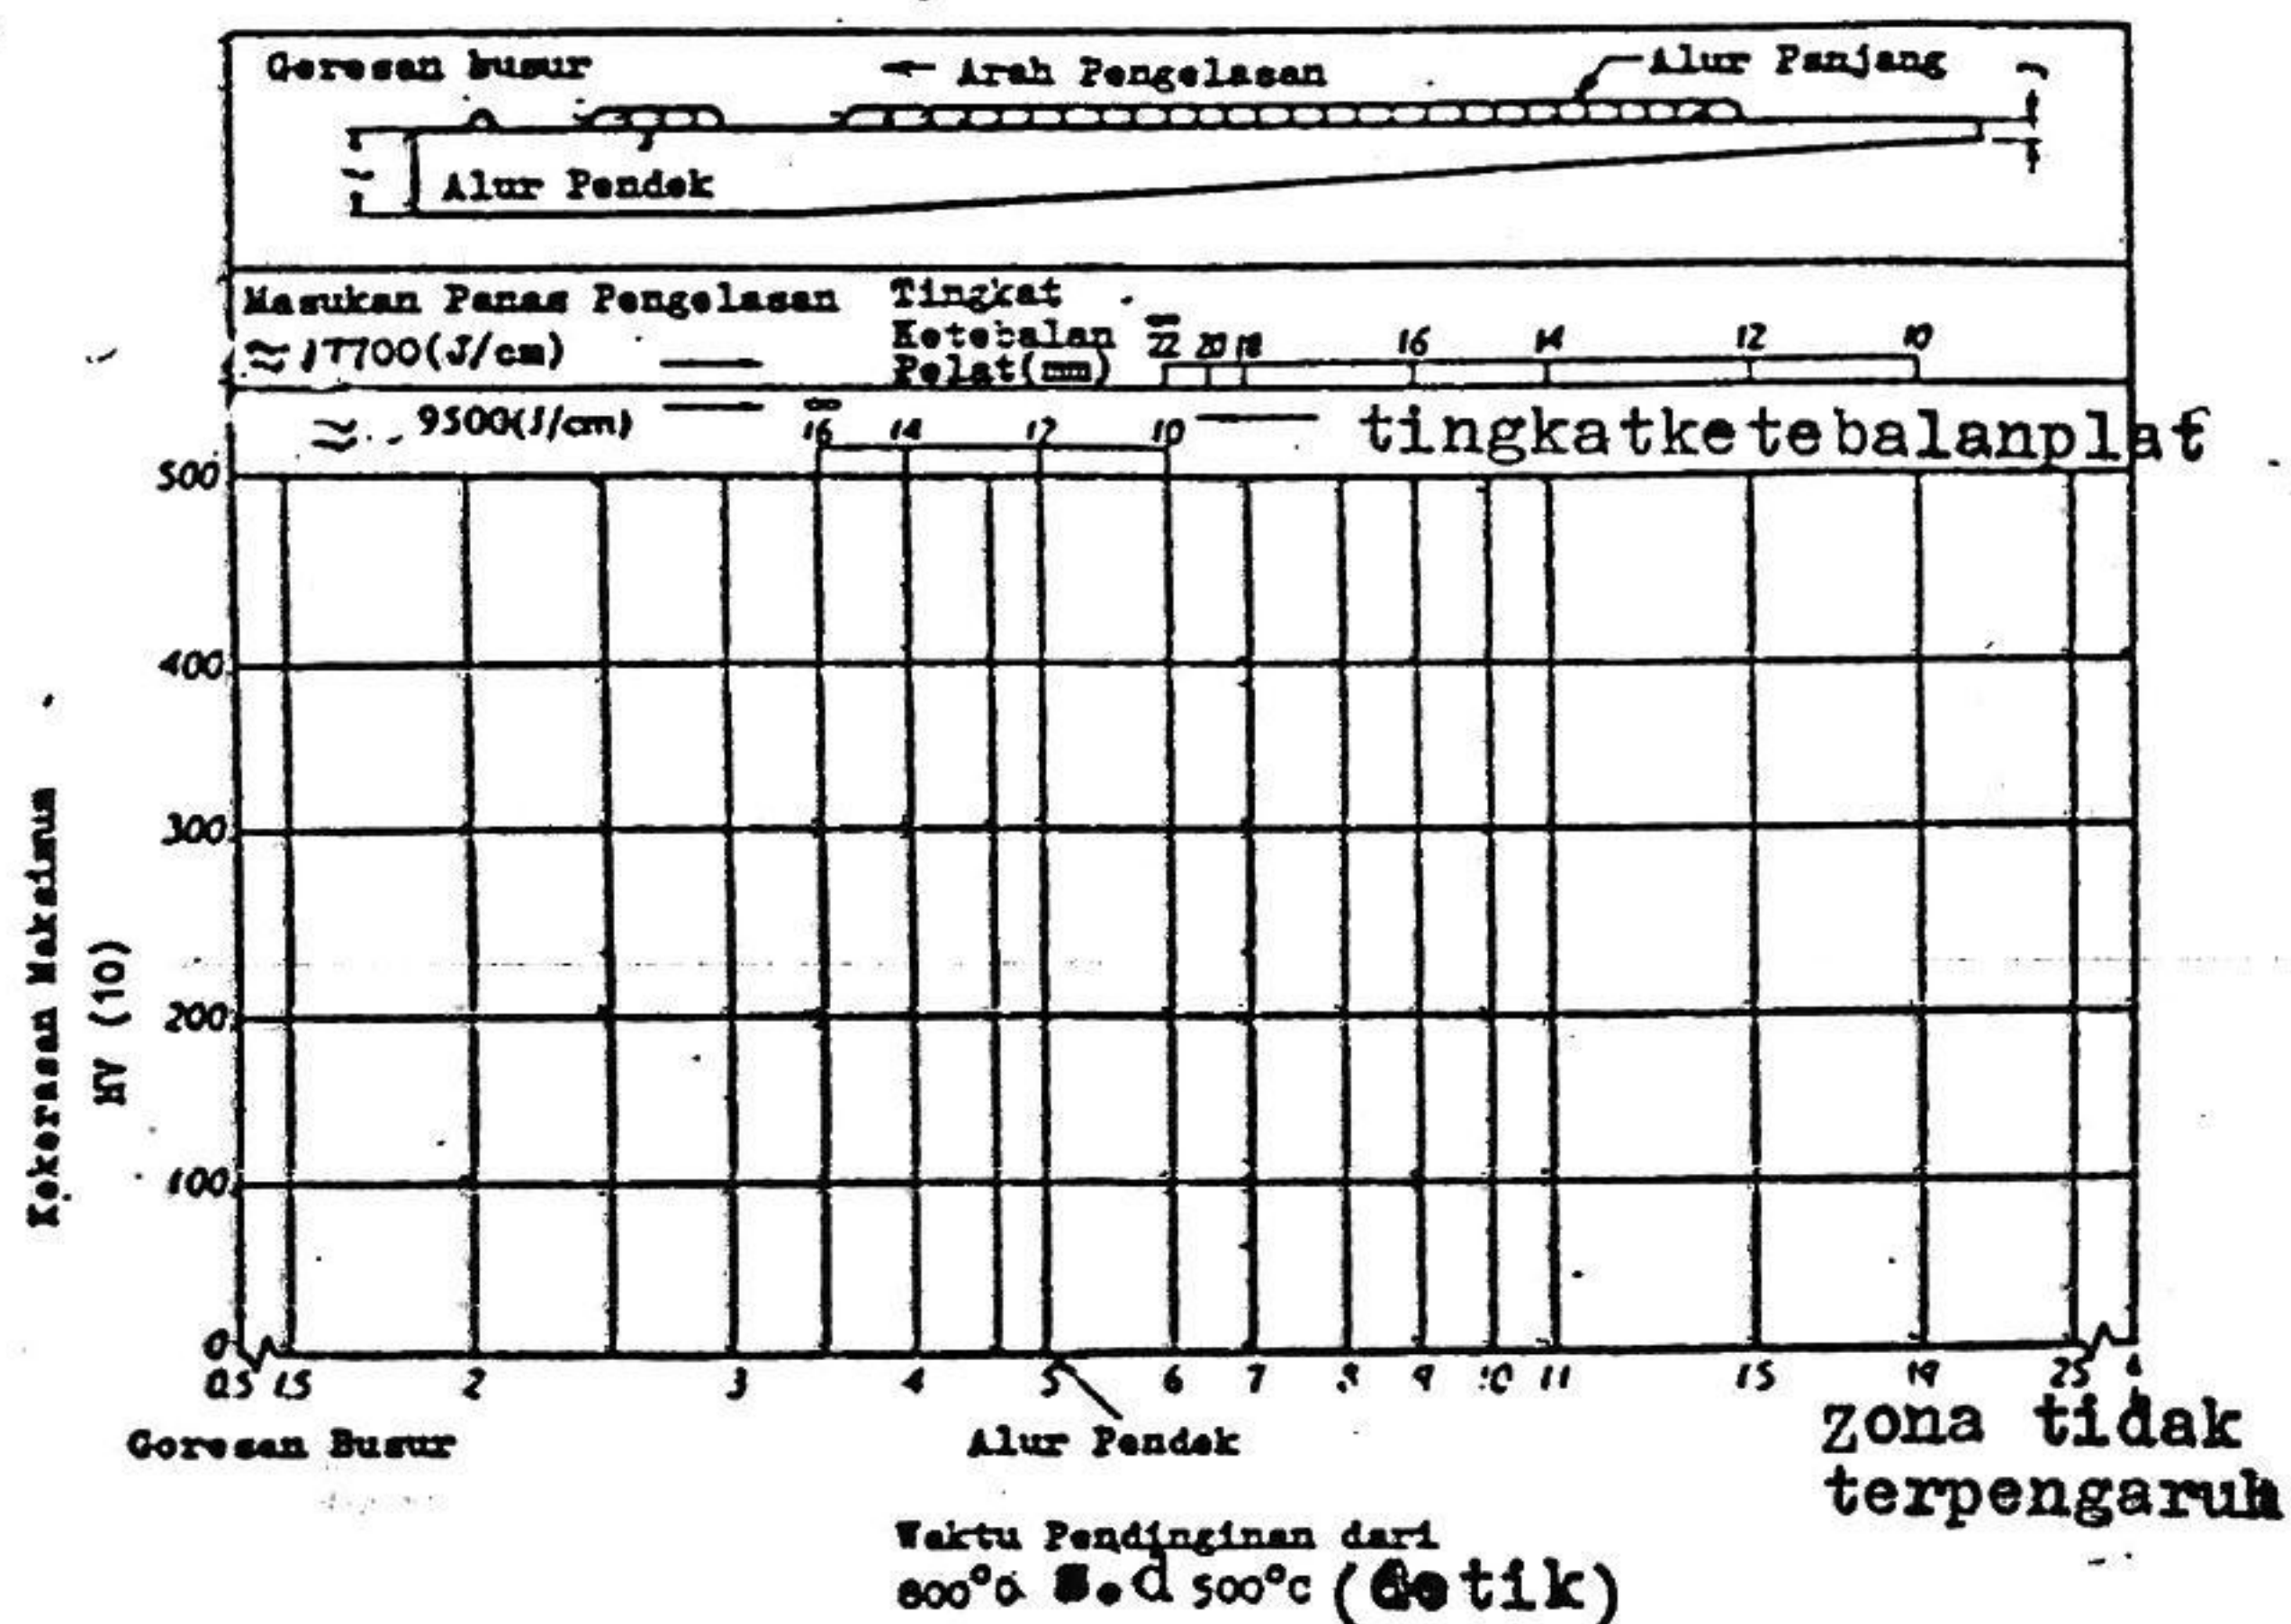 Goresan busur
← Arah Pengelasan
Alur Panjang
Alur Pendek
Masukan Panas Pengelasan
≈ 17700(J/cm)
Tingkat
Ketebalan
Pelat(mm)
22 20 18 16 14 12 10
≈ 9500(J/cm)
16 14 12 10
tingkatketebalanplat
500
400
300
200
100
0
Kekerasan Maksimum
HV (10)
0.5 1.5 2 3 4 5 6 7 8 9 10 11 15 19 25
Goresan Busur
Alur Pendek
zona tidak
terpengaruh
Waktu Pendinginan dari
800°C s.d 500°C (detik)